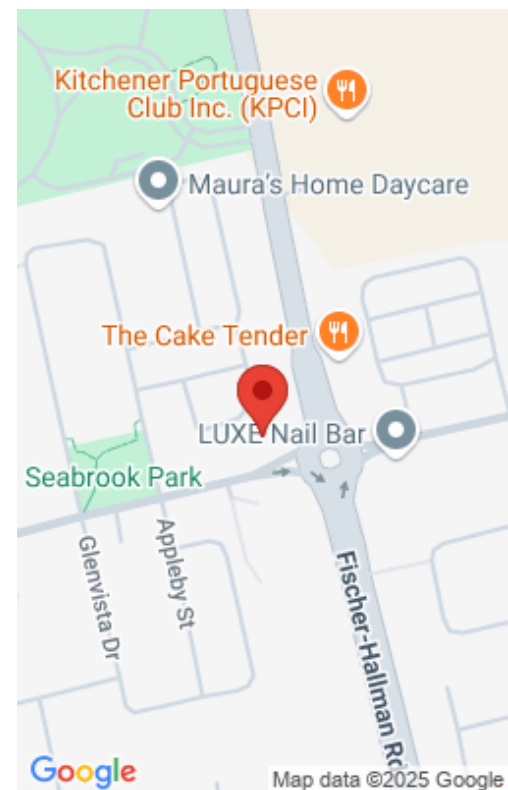 Kitchener Portuguese
Club Inc. (KPCI)
Maura's Home Daycare
The Cake Tender
LUXE Nail Bar
Seabrook Park
Glenvista Dr
Appleby St
Fischer-Hallman Rd
Google
Map data ©2025 Google